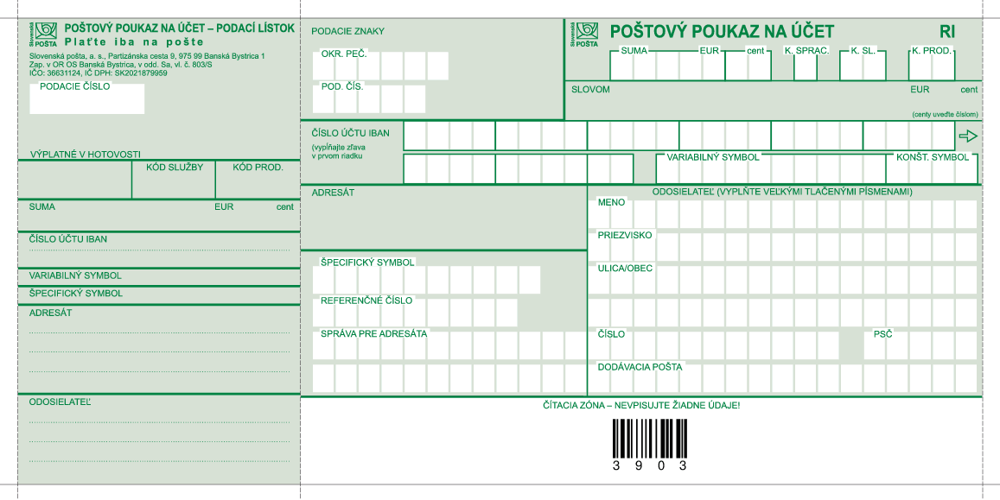 Slovenská
POŠTA
POŠTOVÝ POUKAZ NA ÚČET – PODACÍ LÍSTOK
Plaťte iba na pošte
Slovenská pošta, a. s., Partizánska cesta 9, 975 99 Banská Bystrica 1
Zap. v OR OS Banská Bystrica, v odd. Sa, vl. č. 803/S
IČO: 36631124, IČ DPH: SK2021879959
PODACIE ČÍSLO
VÝPLATNÉ V HOTOVOSTI
KÓD SLUŽBY KÓD PROD.
SUMA EUR cent
ČÍSLO ÚČTU IBAN
VARIABILNÝ SYMBOL
ŠPECIFICKÝ SYMBOL
ADRESÁT
ODOSIELATEĽ
PODACIE ZNAKY
OKR. PEČ.
POD. ČÍS.
Slovenská
POŠTA
POŠTOVÝ POUKAZ NA ÚČET RI
SUMA EUR cent K. SPRAC. K. SL. K. PROD.
SLOVOM EUR cent
(centy uveďte číslom)
ČÍSLO ÚČTU IBAN
(vypĺňajte zľava
v prvom riadku
VARIABILNÝ SYMBOL KONŠT. SYMBOL
ADRESÁT
ŠPECIFICKÝ SYMBOL
REFERENČNÉ ČÍSLO
SPRÁVA PRE ADRESÁTA
ODOSIELATEĽ (VYPLŇTE VEĽKÝMI TLAČENÝMI PÍSMENAMI)
MENO
PRIEZVISKO
ULICA/OBEC
ČÍSLO PSČ
DODÁVACIA POŠTA
ČÍTACIA ZÓNA – NEVPISUJTE ŽIADNE ÚDAJE!
3 9 0 3